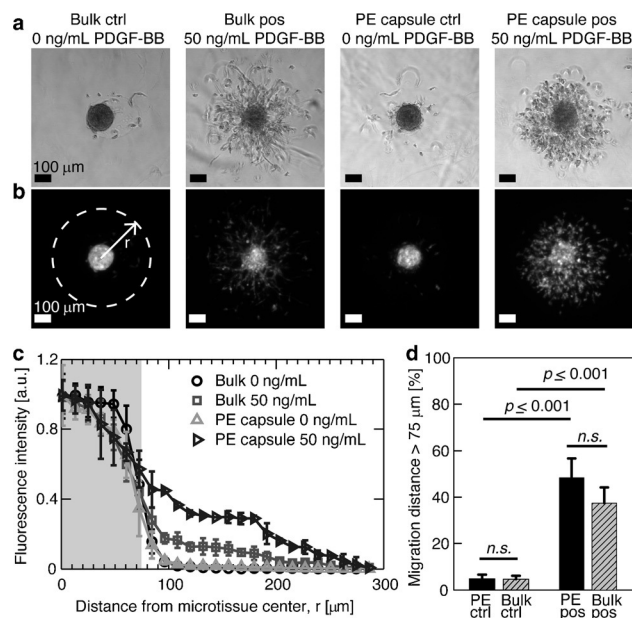 a
Bulk ctrl
0 ng/mL PDGF-BB
Bulk pos
50 ng/mL PDGF-BB
PE capsule ctrl
0 ng/mL PDGF-BB
PE capsule pos
50 ng/mL PDGF-BB
100 μm
b
r
100 μm
c
1.2
0.8
0.4
0
Fluorescence intensity [a.u.]
Bulk 0 ng/mL
Bulk 50 ng/mL
PE capsule 0 ng/mL
PE capsule 50 ng/mL
0
100
200
300
Distance from microtissue center, r [μm]
d
100
80
60
40
20
0
Migration distance > 75 μm [%]
p ≤ 0.001
p ≤ 0.001
n.s.
n.s.
PE
ctrl
Bulk
ctrl
PE
pos
Bulk
pos